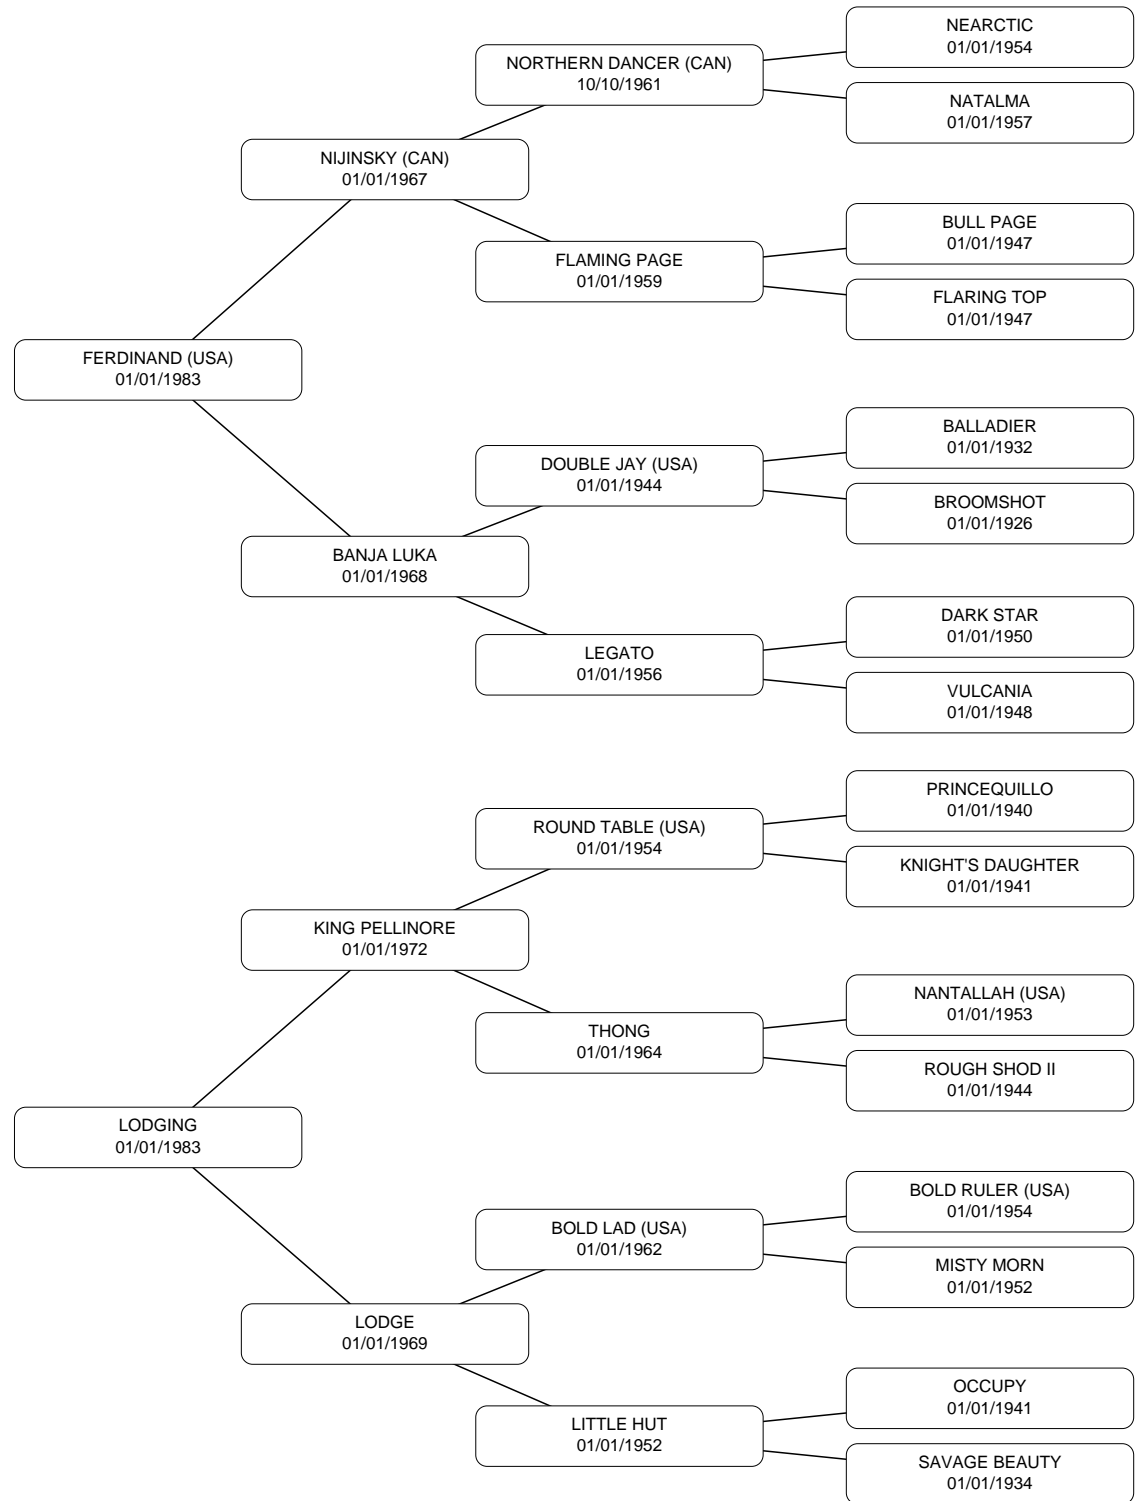 NEARCTIC
01/01/1954
NORTHERN DANCER (CAN)
10/10/1961
NATALMA
01/01/1957
NIJINSKY (CAN)
01/01/1967
BULL PAGE
01/01/1947
FLAMING PAGE
01/01/1959
FLARING TOP
01/01/1947
FERDINAND (USA)
01/01/1983
BALLADIER
01/01/1932
DOUBLE JAY (USA)
01/01/1944
BROOMSHOT
01/01/1926
BANJA LUKA
01/01/1968
DARK STAR
01/01/1950
LEGATO
01/01/1956
VULCANIA
01/01/1948
PRINCEQUILLO
01/01/1940
ROUND TABLE (USA)
01/01/1954
KNIGHT'S DAUGHTER
01/01/1941
KING PELLINORE
01/01/1972
NANTALLAH (USA)
01/01/1953
THONG
01/01/1964
ROUGH SHOD II
01/01/1944
LODGING
01/01/1983
BOLD RULER (USA)
01/01/1954
BOLD LAD (USA)
01/01/1962
MISTY MORN
01/01/1952
LODGE
01/01/1969
OCCUPY
01/01/1941
LITTLE HUT
01/01/1952
SAVAGE BEAUTY
01/01/1934